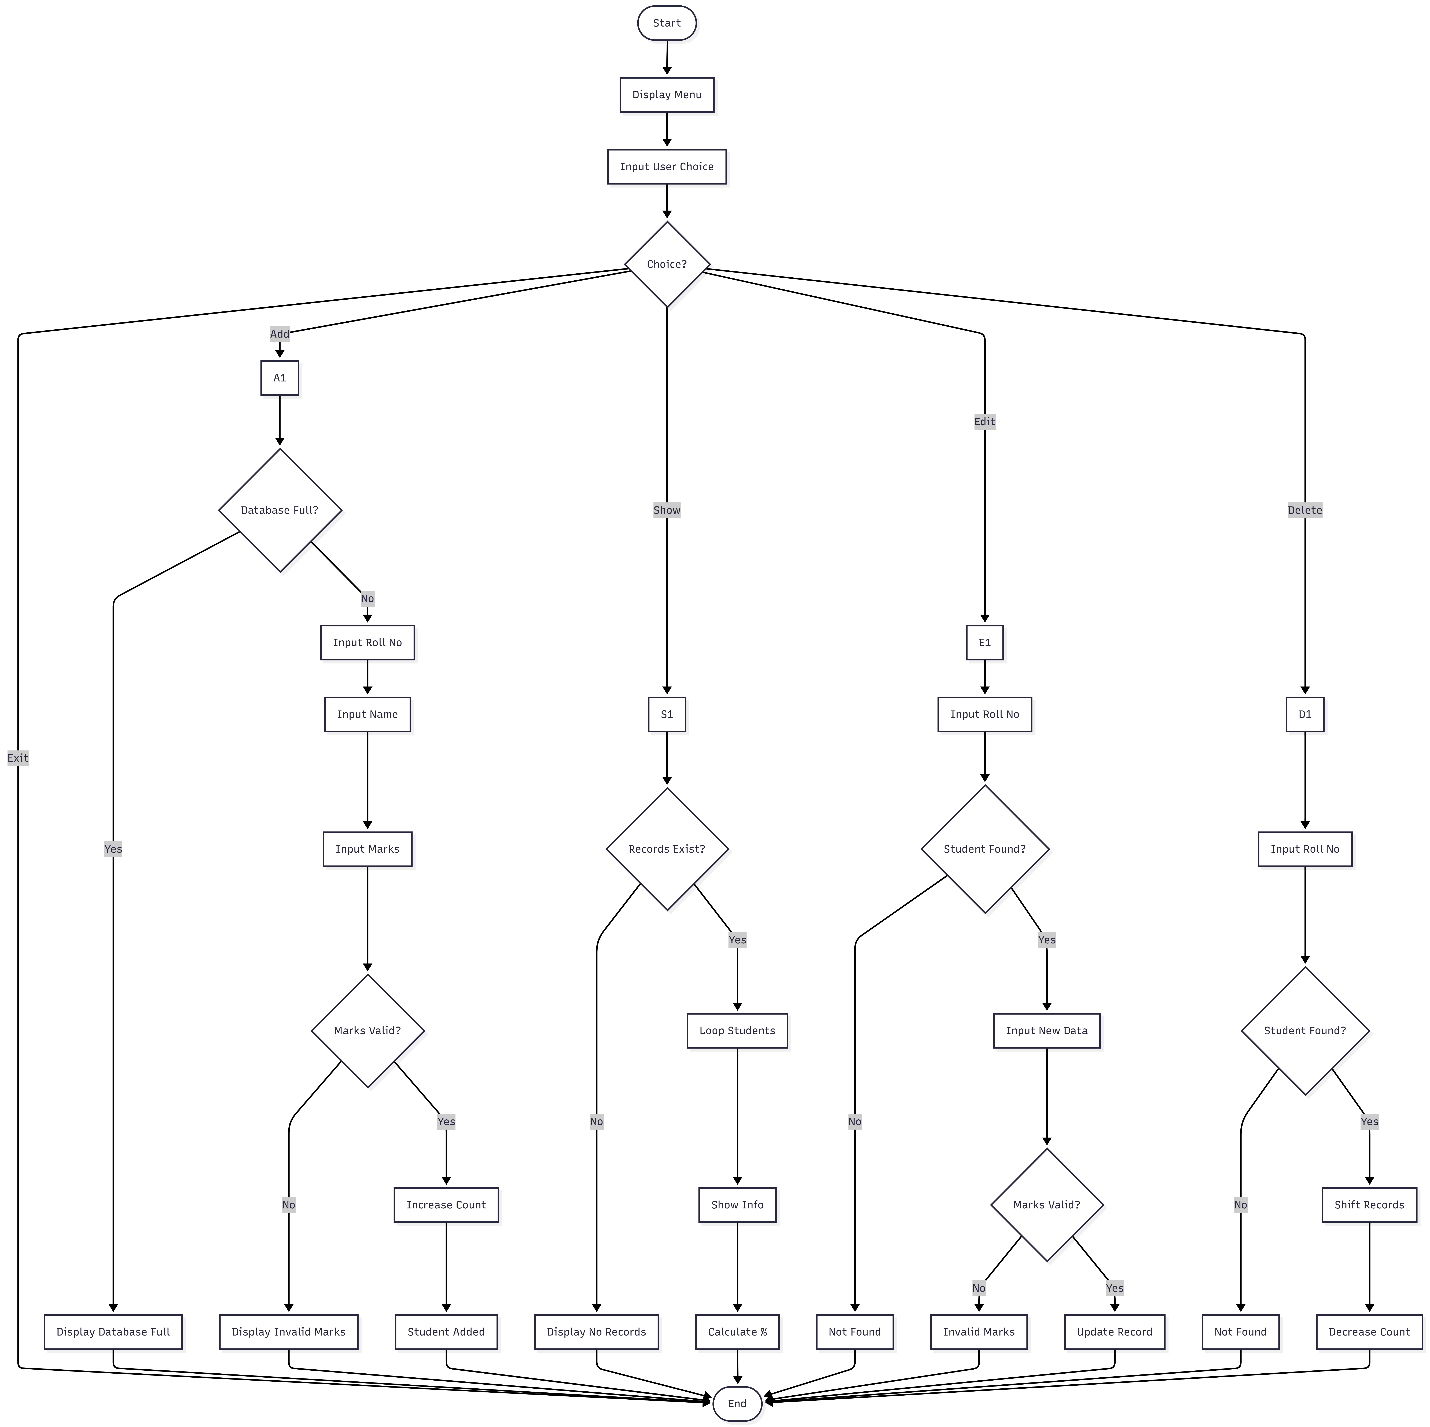 Start
Display Menu
Input User Choice
Choice?
Add
A1
Edit
Database Full?
Show
Delete
No
Input Roll No
E1
Input Name
S1
Input Roll No
D1
Exit
Yes
Input Marks
Records Exist?
Student Found?
Input Roll No
Yes
Yes
Marks Valid?
Loop Students
Input New Data
Student Found?
Yes
No
No
Yes
No
Increase Count
Show Info
Marks Valid?
No
Shift Records
No
Yes
Display Database Full
Display Invalid Marks
Student Added
Display No Records
Calculate %
Not Found
Invalid Marks
Update Record
Not Found
Decrease Count
End